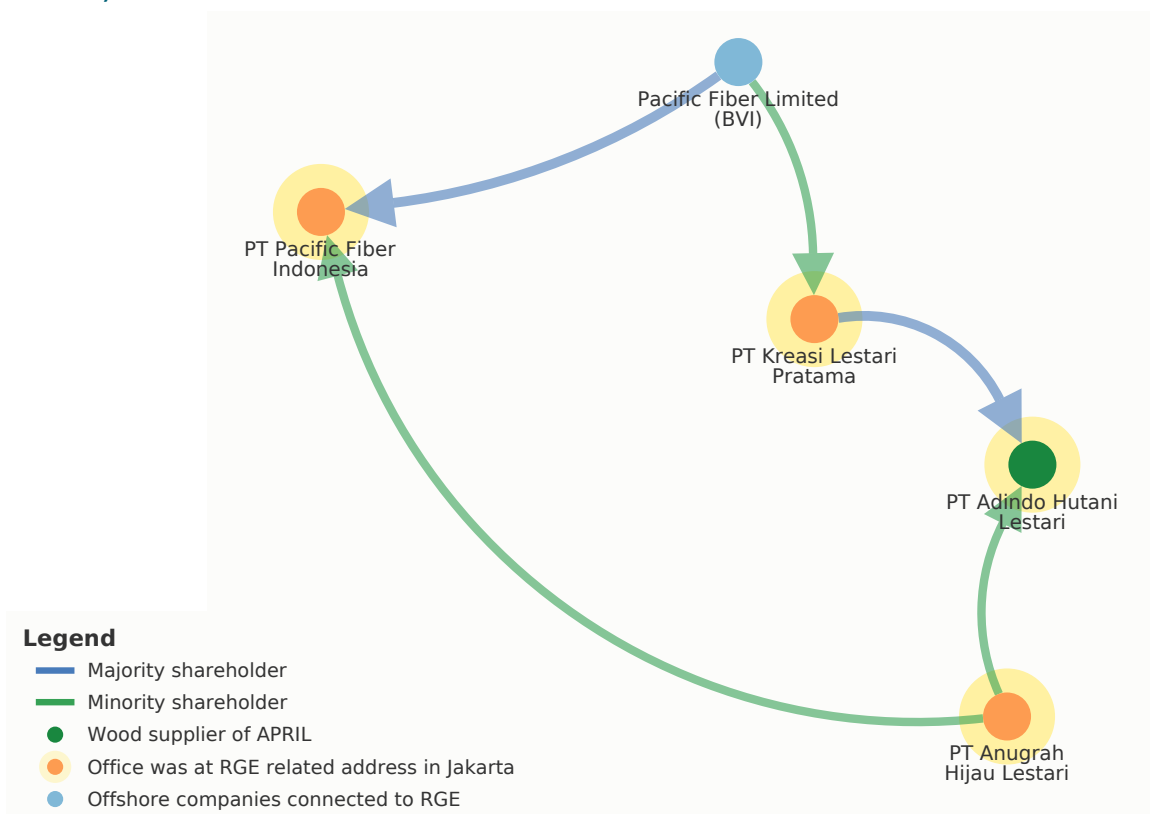 Pacific Fiber Limited
(BVI)
PT Pacific Fiber
Indonesia
PT Kreasi Lestari
Pratama
PT Adindo Hutani
Lestari
PT Anugrah
Hijau Lestari
Legend
Majority shareholder
Minority shareholder
Wood supplier of APRIL
Office was at RGE related address in Jakarta
Offshore companies connected to RGE